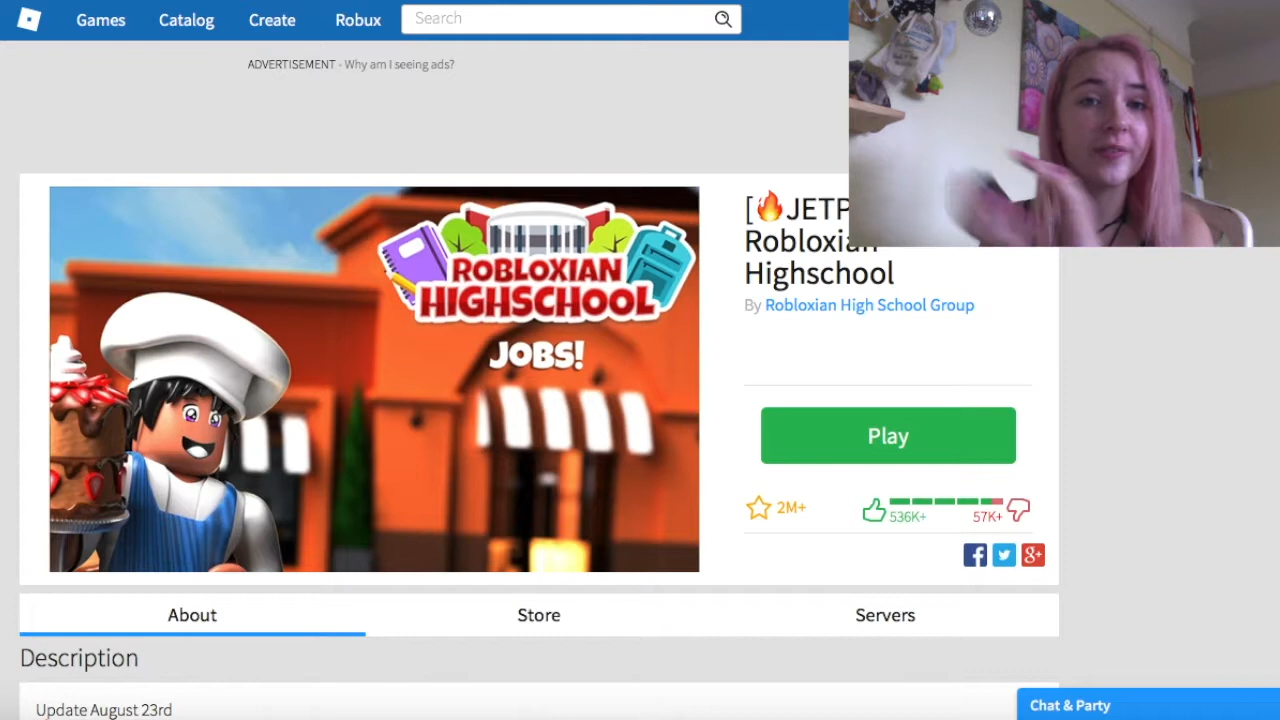 Games
Catalog
Create
Robux
Search
ADVERTISEMENT - Why am I seeing ads?
ROBLOXIAN
HIGHSCHOOL
JOBS!
[🔥JETP
Robloxian
Highschool
By Robloxian High School Group
Play
2M+
536K+
57K+
About
Store
Servers
Description
Update August 23rd
Chat & Party